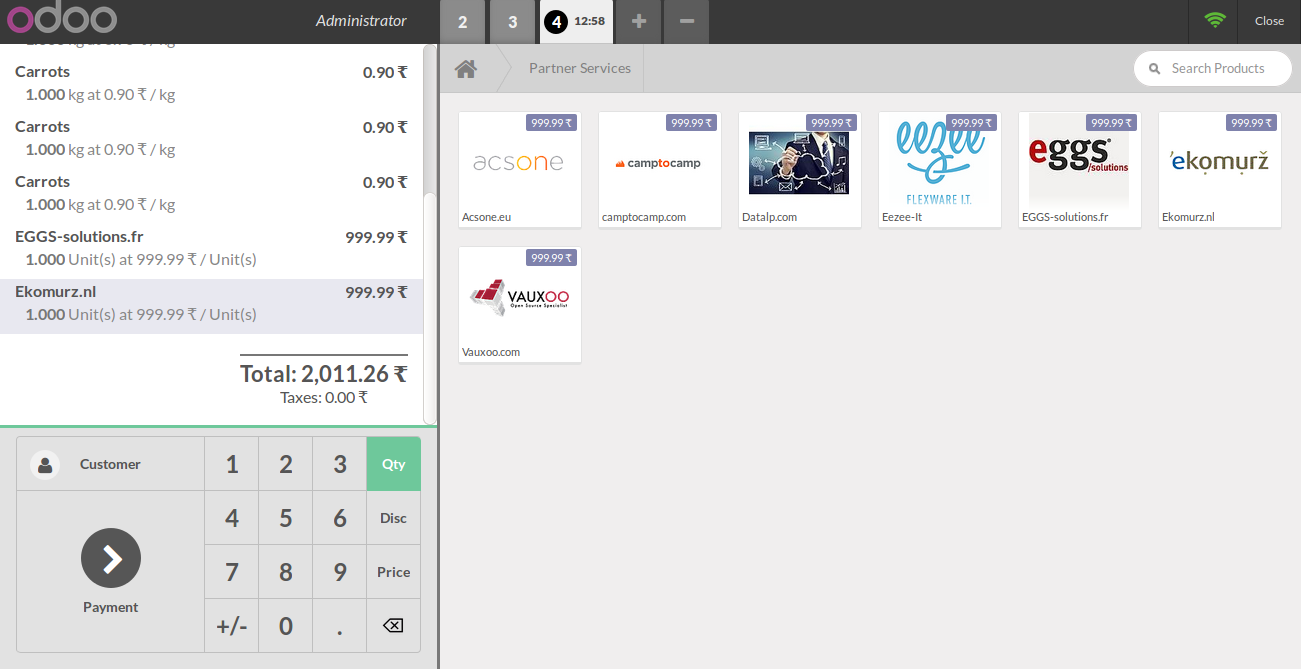 odoo
Administrator
2
3
4 12:58
+
−
Close
Partner Services
Search Products
Carrots 0.90 ₹
1.000 kg at 0.90 ₹ / kg
Carrots 0.90 ₹
1.000 kg at 0.90 ₹ / kg
Carrots 0.90 ₹
1.000 kg at 0.90 ₹ / kg
EGGS-solutions.fr 999.99 ₹
1.000 Unit(s) at 999.99 ₹ / Unit(s)
Ekomurz.nl 999.99 ₹
1.000 Unit(s) at 999.99 ₹ / Unit(s)
Total: 2,011.26 ₹
Taxes: 0.00 ₹
Customer
1 2 3 Qty
4 5 6 Disc
7 8 9 Price
+/- 0 .
Payment
999.99 ₹
acsone
Acsone.eu
999.99 ₹
camptocamp
camptocamp.com
999.99 ₹
Datalp.com
999.99 ₹
eezee
FLEXWARE I.T.
Eezee-It
999.99 ₹
eggs
/solutions
EGGS-solutions.fr
999.99 ₹
'ekomurž
Ekomurz.nl
999.99 ₹
VAUXOO
Open Source Specialist
Vauxoo.com